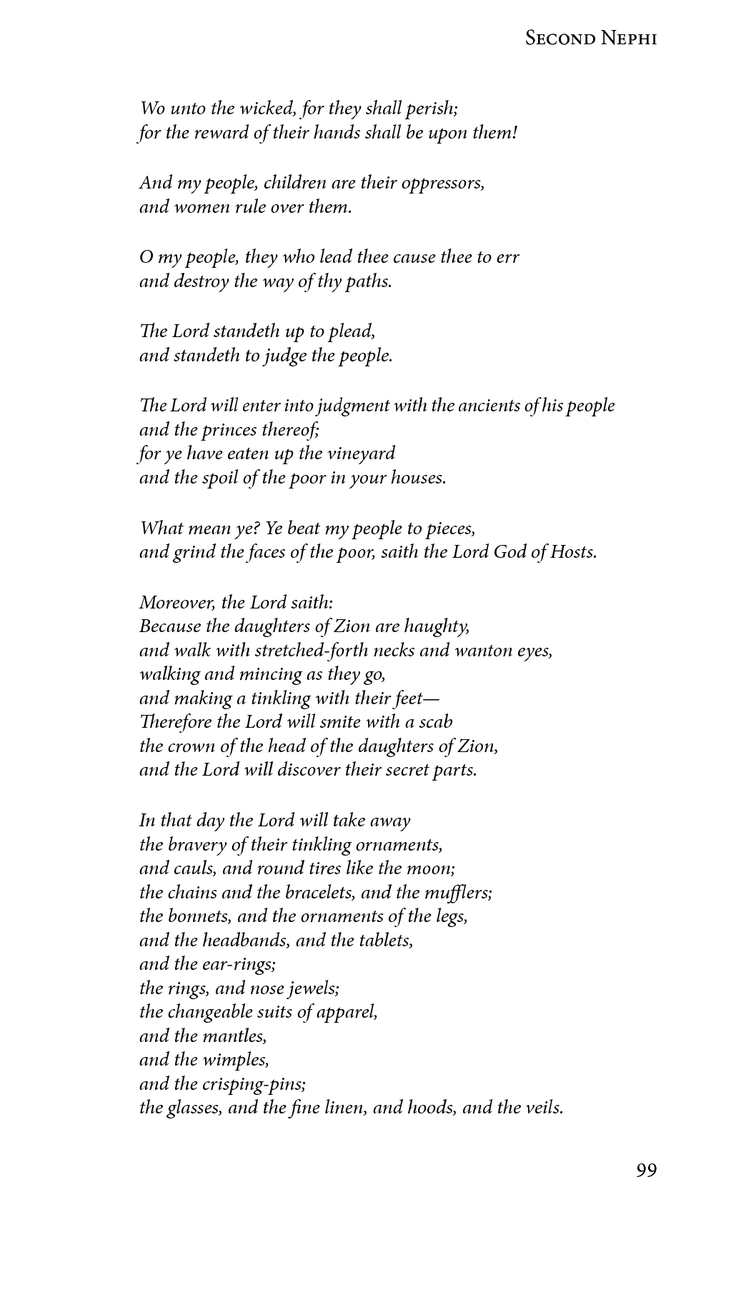 Second Nephi
Wo unto the wicked, for they shall perish;
for the reward of their hands shall be upon them!
And my people, children are their oppressors,
and women rule over them.
O my people, they who lead thee cause thee to err
and destroy the way of thy paths.
The Lord standeth up to plead,
and standeth to judge the people.
The Lord will enter into judgment with the ancients of his people
and the princes thereof;
for ye have eaten up the vineyard
and the spoil of the poor in your houses.
What mean ye? Ye beat my people to pieces,
and grind the faces of the poor, saith the Lord God of Hosts.
Moreover, the Lord saith:
Because the daughters of Zion are haughty,
and walk with stretched-forth necks and wanton eyes,
walking and mincing as they go,
and making a tinkling with their feet—
Therefore the Lord will smite with a scab
the crown of the head of the daughters of Zion,
and the Lord will discover their secret parts.
In that day the Lord will take away
the bravery of their tinkling ornaments,
and cauls, and round tires like the moon;
the chains and the bracelets, and the mufflers;
the bonnets, and the ornaments of the legs,
and the headbands, and the tablets,
and the ear-rings;
the rings, and nose jewels;
the changeable suits of apparel,
and the mantles,
and the wimples,
and the crisping-pins;
the glasses, and the fine linen, and hoods, and the veils.
99